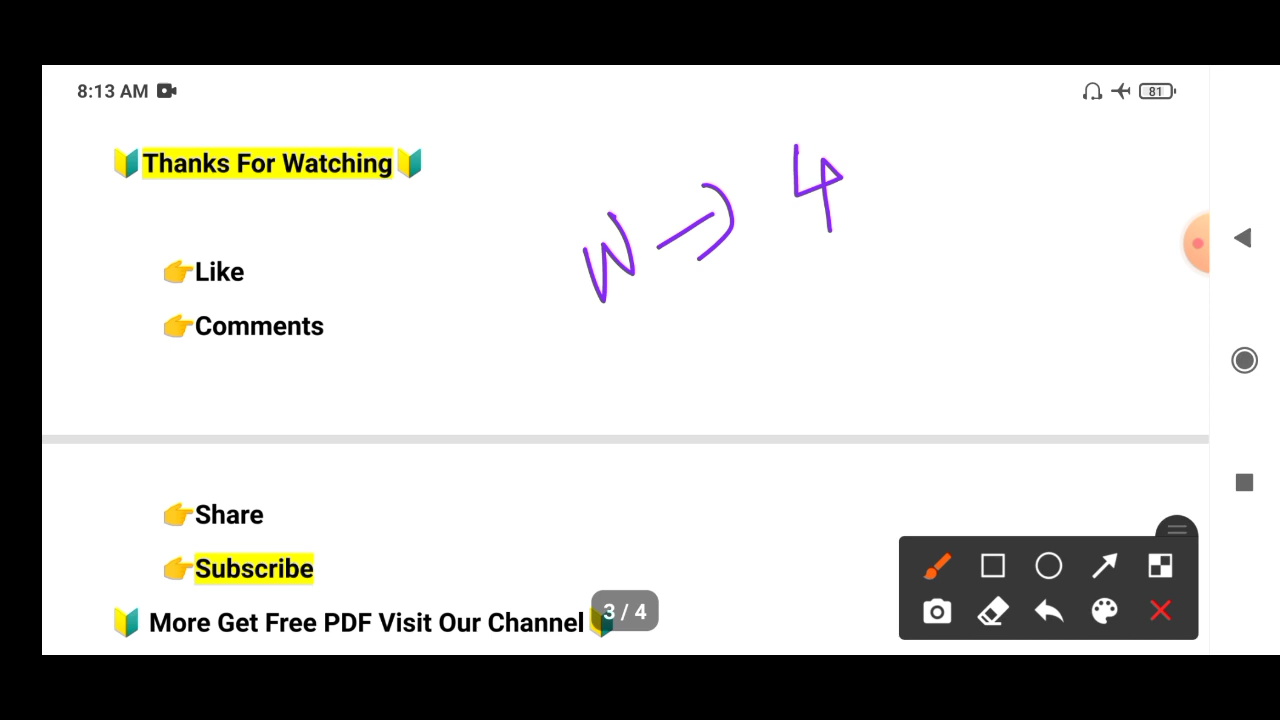 8:13 AM
81
🔰Thanks For Watching🔰
W → 4
👉Like
👉Comments
👉Share
👉Subscribe
🔰 More Get Free PDF Visit Our Channel🔰
3 / 4